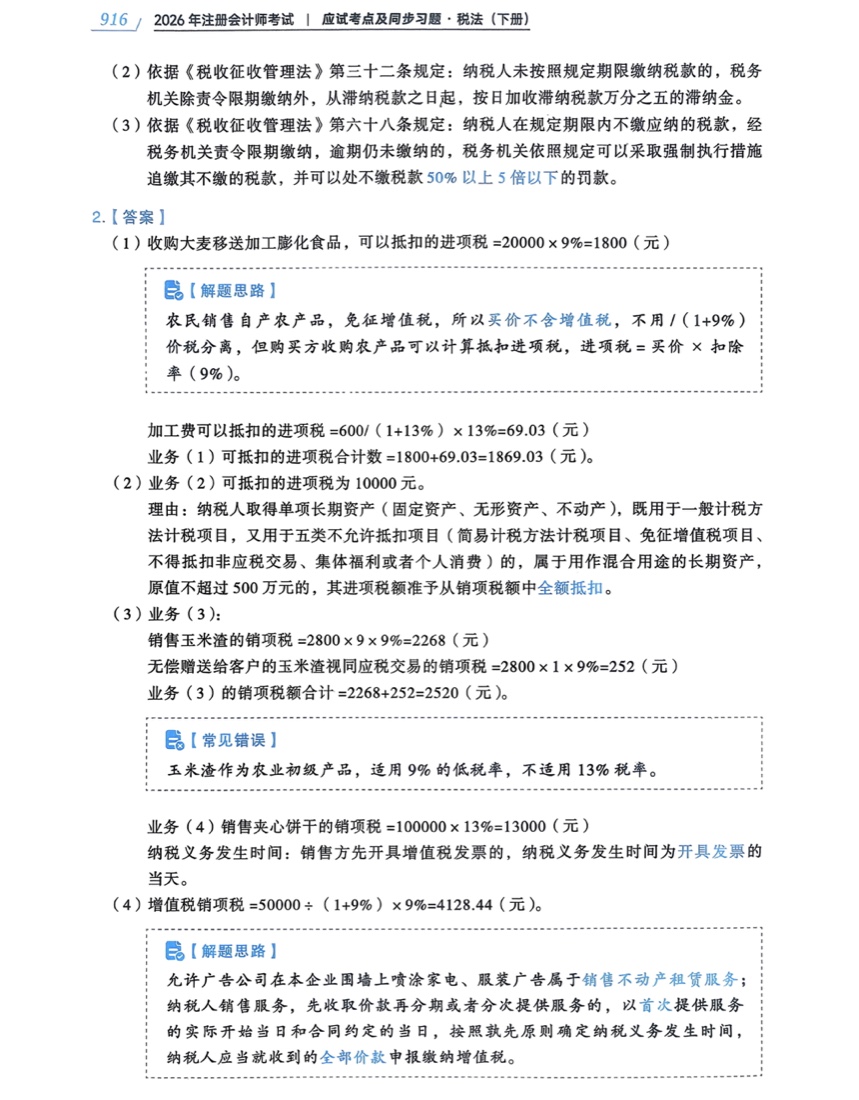 916 2026年注册会计师考试 | 应试考点及同步习题·税法（下册）
（2）依据《税收征收管理法》第三十二条规定：纳税人未按照规定期限缴纳税款的，税务
机关除责令限期缴纳外，从滞纳税款之日起，按日加收滞纳税款万分之五的滞纳金。
（3）依据《税收征收管理法》第六十八条规定：纳税人在规定期限内不缴应纳的税款，经
税务机关责令限期缴纳，逾期仍未缴纳的，税务机关依照规定可以采取强制执行措施
追缴其不缴的税款，并可以处不缴税款50%以上5倍以下的罚款。
2.【答案】
（1）收购大麦移送加工膨化食品，可以抵扣的进项税=20000×9%=1800（元）
【解题思路】
农民销售自产农产品，免征增值税，所以买价不含增值税，不用/（1+9%）
价税分离，但购买方收购农产品可以计算抵扣进项税，进项税=买价×扣除
率（9%）。
加工费可以抵扣的进项税=600/（1+13%）×13%=69.03（元）
业务（1）可抵扣的进项税合计数=1800+69.03=1869.03（元）。
（2）业务（2）可抵扣的进项税为10000元。
理由：纳税人取得单项长期资产（固定资产、无形资产、不动产），既用于一般计税方
法计税项目，又用于五类不允许抵扣项目（简易计税方法计税项目、免征增值税项目、
不得抵扣非应税交易、集体福利或者个人消费）的，属于用作混合用途的长期资产，
原值不超过500万元的，其进项税额准予从销项税额中全额抵扣。
（3）业务（3）：
销售玉米渣的销项税=2800×9×9%=2268（元）
无偿赠送给客户的玉米渣视同应税交易的销项税=2800×1×9%=252（元）
业务（3）的销项税额合计=2268+252=2520（元）。
【常见错误】
玉米渣作为农业初级产品，适用9%的低税率，不适用13%税率。
业务（4）销售夹心饼干的销项税=100000×13%=13000（元）
纳税义务发生时间：销售方先开具增值税发票的，纳税义务发生时间为开具发票的
当天。
（4）增值税销项税=50000÷（1+9%）×9%=4128.44（元）。
【解题思路】
允许广告公司在本企业围墙上喷涂家电、服装广告属于销售不动产租赁服务；
纳税人销售服务，先收取价款再分期或者分次提供服务的，以首次提供服务
的实际开始当日和合同约定的当日，按照孰先原则确定纳税义务发生时间，
纳税人应当就收到的全部价款申报缴纳增值税。